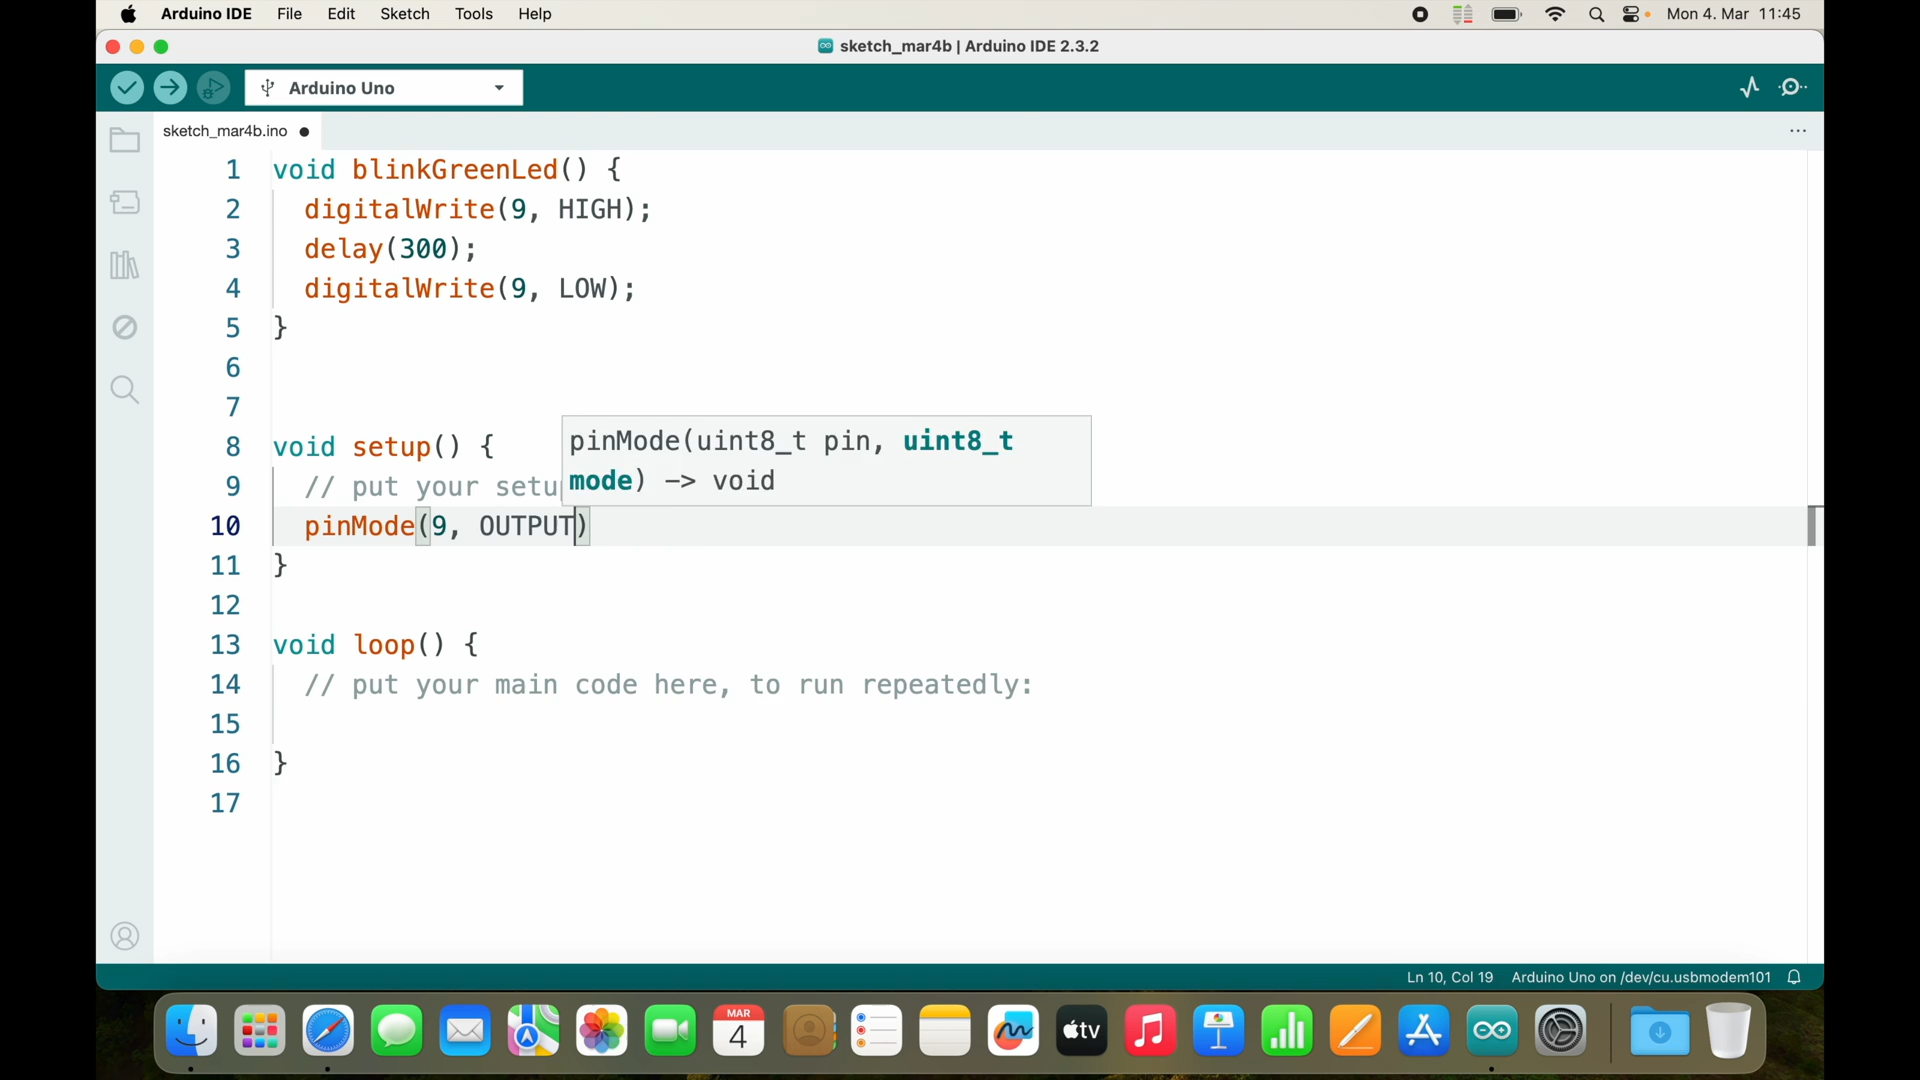 Arduino IDE File Edit Sketch Tools Help Mon 4. Mar 11:45
sketch_mar4b | Arduino IDE 2.3.2
Arduino Uno
sketch_mar4b.ino
1 void blinkGreenLed() {
2 digitalWrite(9, HIGH);
3 delay(300);
4 digitalWrite(9, LOW);
5 }
6
7
8 void setup() {
pinMode(uint8_t pin, uint8_t
mode) -> void
9 // put your setu
10 pinMode(9, OUTPUT)
11 }
12
13 void loop() {
14 // put your main code here, to run repeatedly:
15
16 }
17
Ln 10, Col 19 Arduino Uno on /dev/cu.usbmodem101
MAR
4
tv